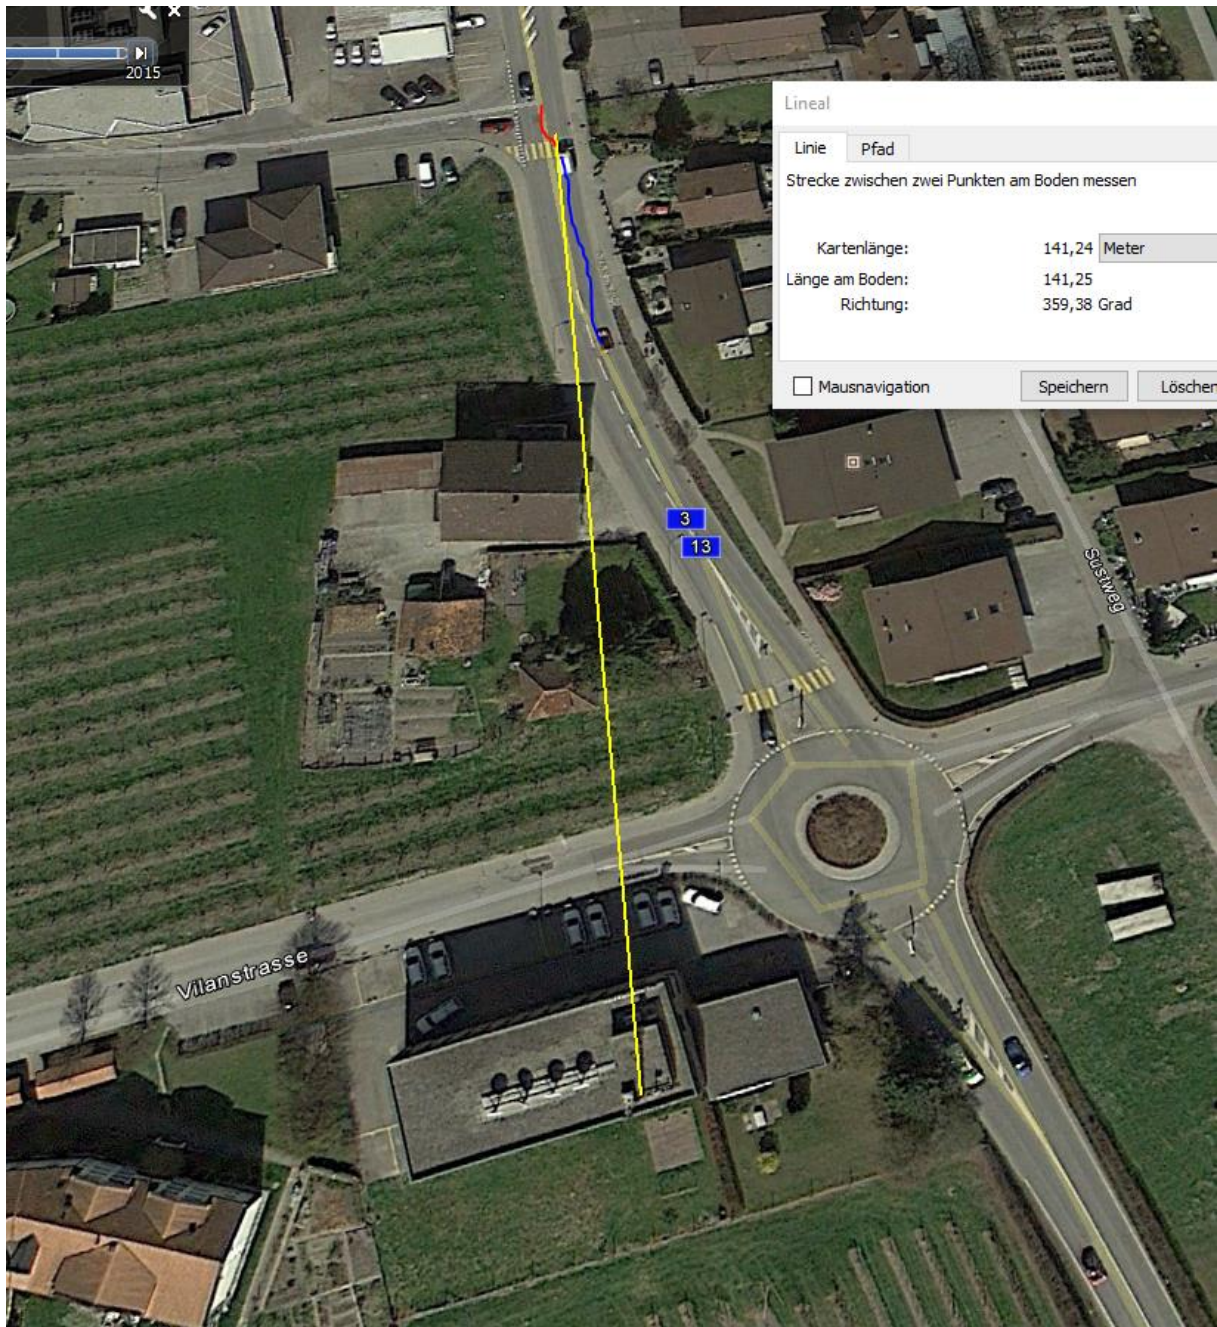 2015
Lineal
Linie Pfad
Strecke zwischen zwei Punkten am Boden messen
Kartenlänge: 141,24 Meter
Länge am Boden: 141,25
Richtung: 359,38 Grad
Mausnavigation Speichern Löschen
3
13
Süstweg
Vilanstrasse